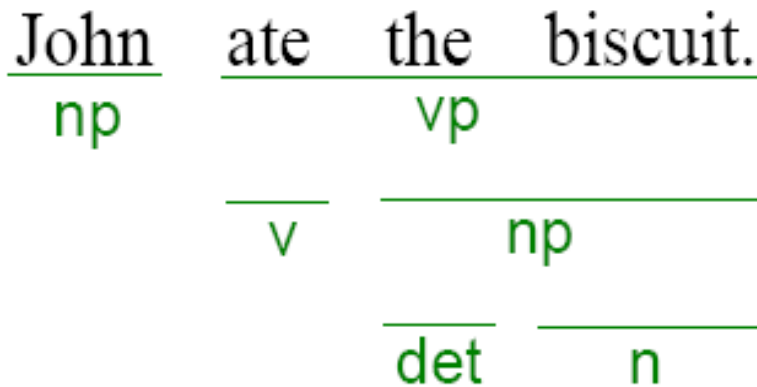 John ate the biscuit.
np vp
v np
det n